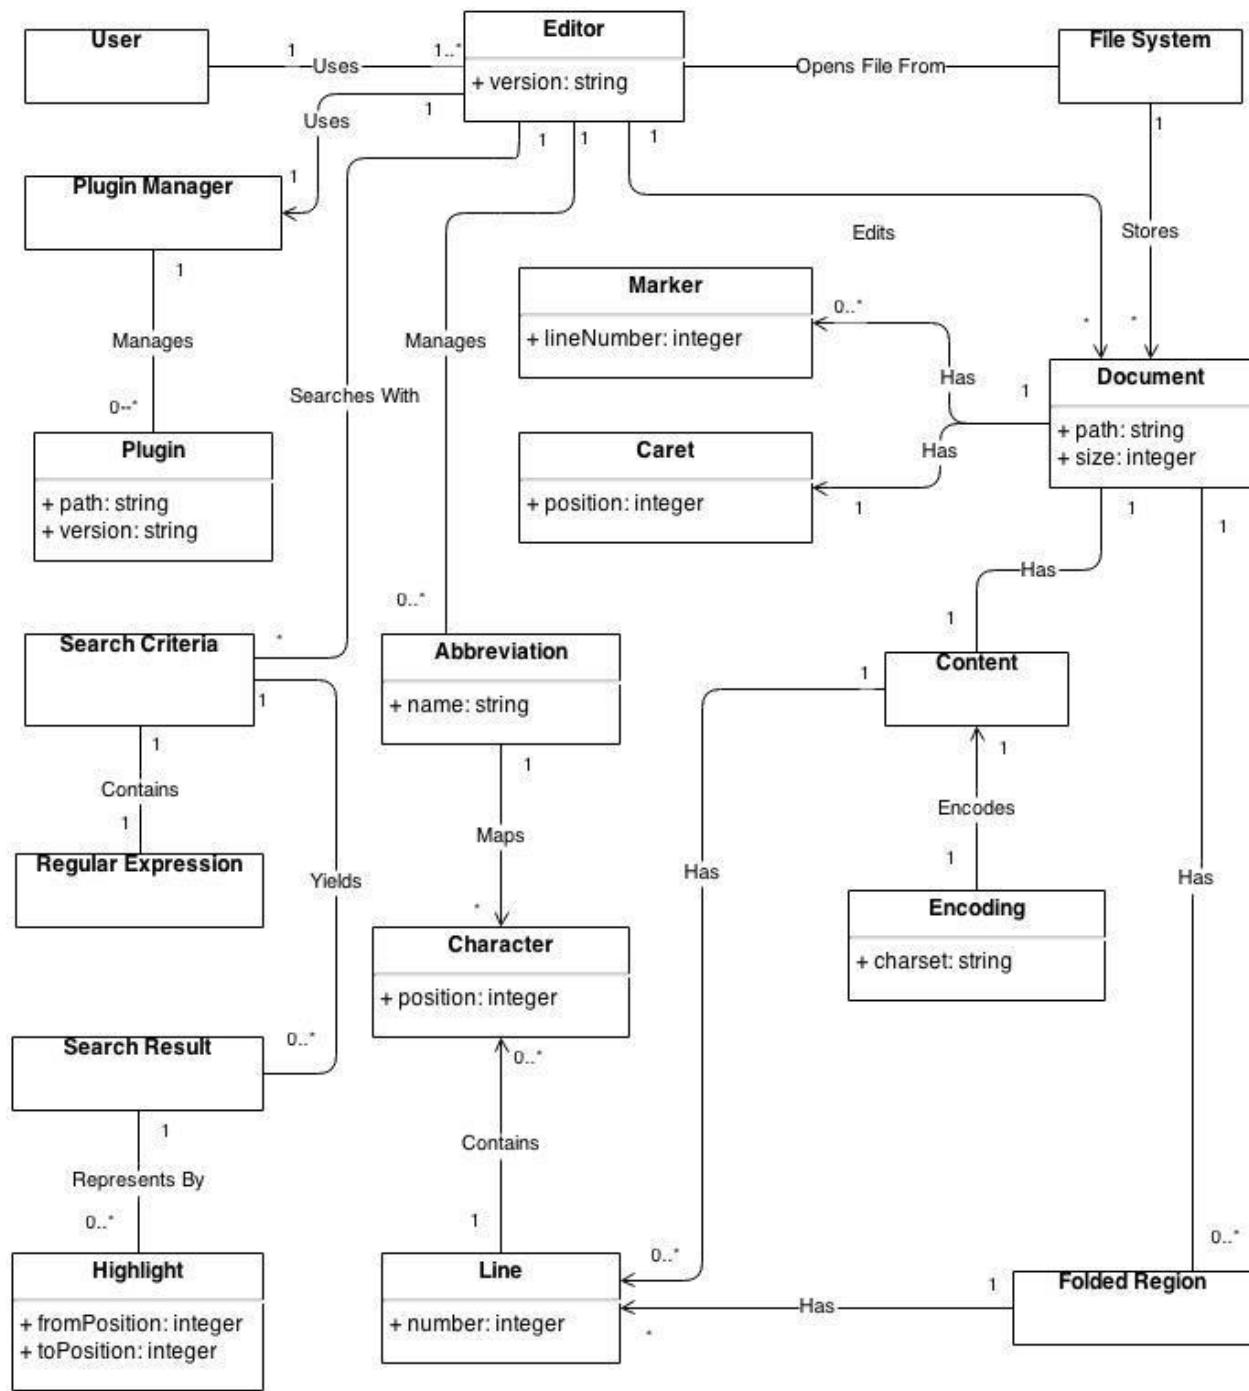 User
Editor
File System
1
Uses
1..*
+ version: string
Opens File From
1
Uses
1
1
1
1
Plugin Manager
1
1
Edits
Stores
Marker
0..*
+ lineNumber: integer
*
*
Manages
Manages
Searches With
Has
1
Document
+ path: string
+ size: integer
0--*
Plugin
+ path: string
+ version: string
Caret
Has
+ position: integer
1
1
1
Has
0..*
Search Criteria
*
1
Abbreviation
+ name: string
1
Content
1
1
1
1
Contains
1
Encodes
Maps
1
Regular Expression
Yields
Has
Has
*
Encoding
+ charset: string
Character
+ position: integer
Search Result
0..*
0..*
1
Contains
Represents By
1
0..*
0..*
0..*
Highlight
+ fromPosition: integer
+ toPosition: integer
Line
+ number: integer
*
Has
1
Folded Region